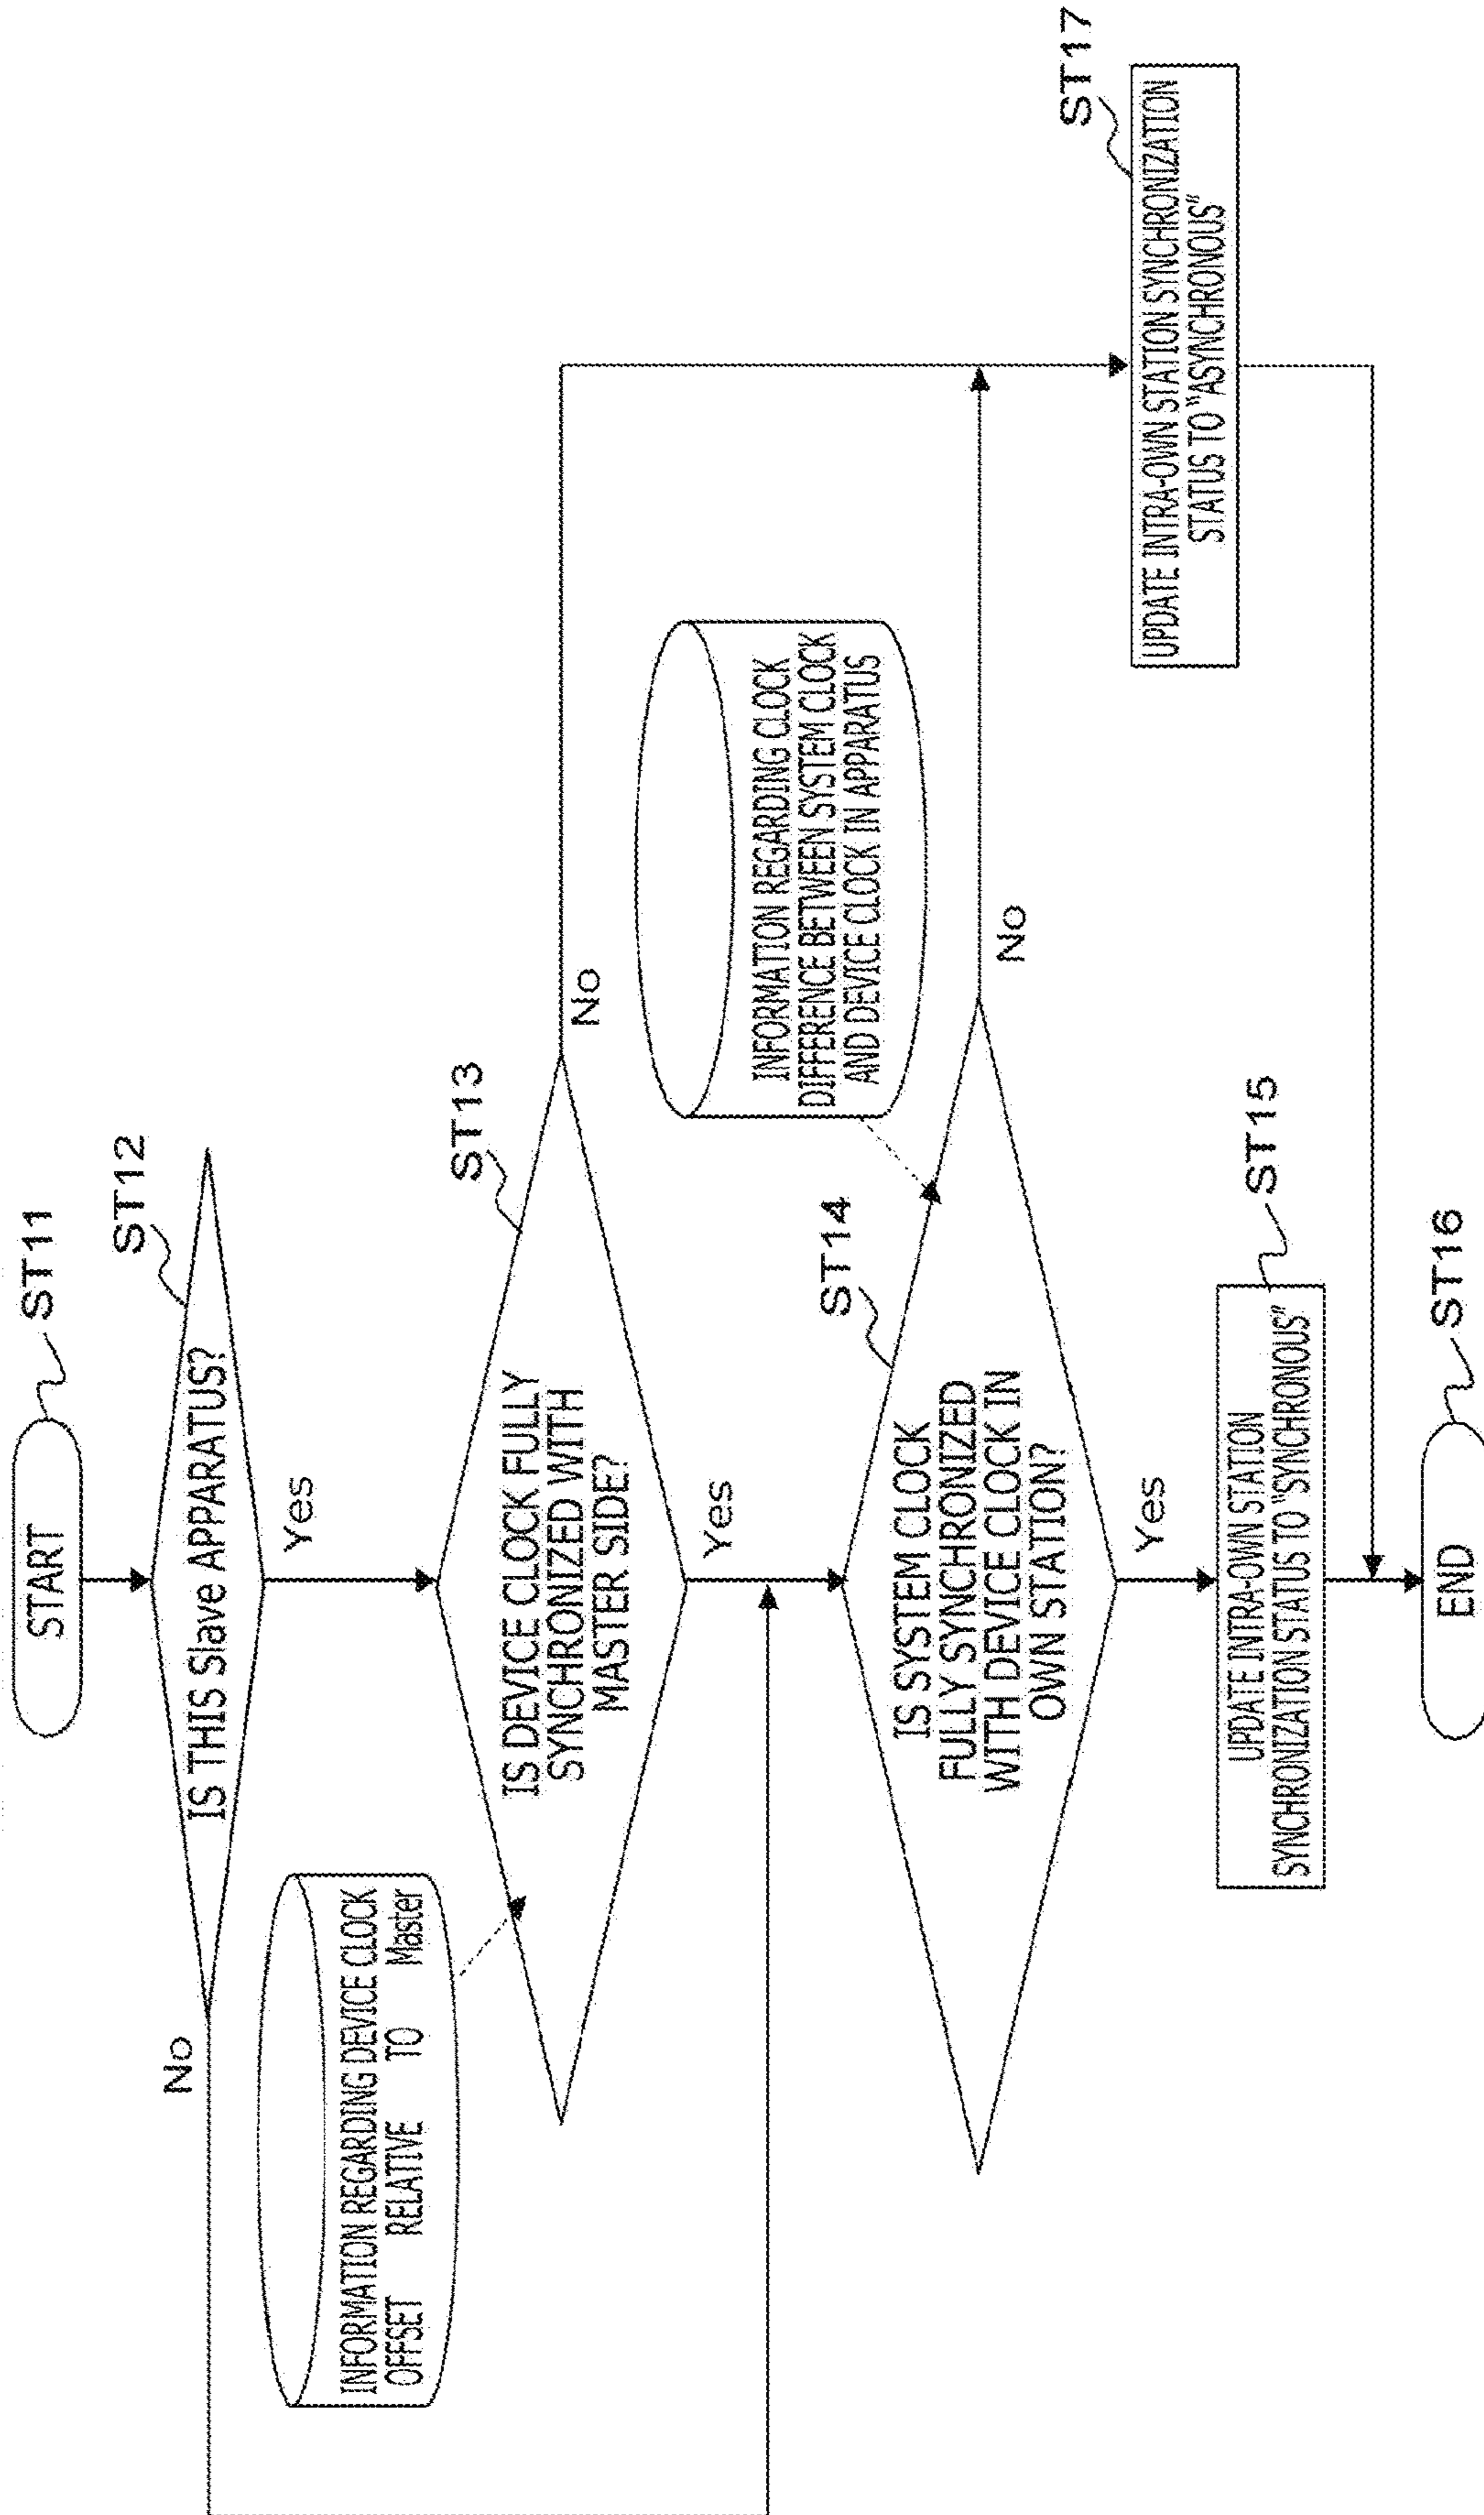 START
ST11
IS THIS Slave APPARATUS?
ST12
No
Yes
INFORMATION REGARDING DEVICE CLOCK
OFFSET RELATIVE TO Master
IS DEVICE CLOCK FULLY
SYNCHRONIZED WITH
MASTER SIDE?
ST13
No
Yes
INFORMATION REGARDING CLOCK
DIFFERENCE BETWEEN SYSTEM CLOCK
AND DEVICE CLOCK IN APPARATUS
IS SYSTEM CLOCK
FULLY SYNCHRONIZED
WITH DEVICE CLOCK IN
OWN STATION?
ST14
No
Yes
UPDATE INTRA-OWN STATION
SYNCHRONIZATION STATUS TO "SYNCHRONOUS"
ST15
UPDATE INTRA-OWN STATION SYNCHRONIZATION
STATUS TO "ASYNCHRONOUS"
ST17
END
ST16